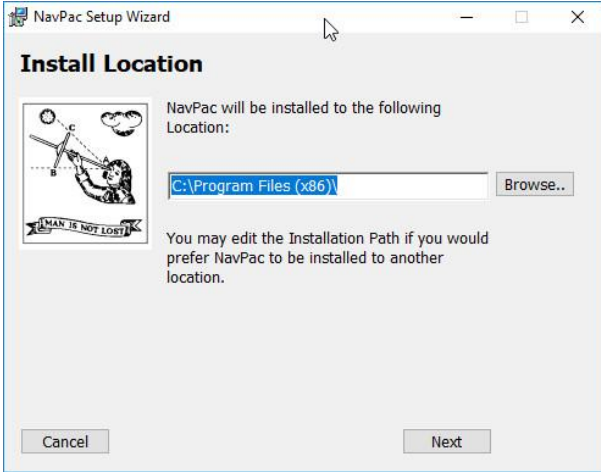 NavPac Setup Wizard
Install Location
NavPac will be installed to the following
Location:
C:\Program Files (x86)\
Browse..
You may edit the Installation Path if you would
prefer NavPac to be installed to another
location.
C
A
B
MAN IS NOT LOST
Cancel
Next